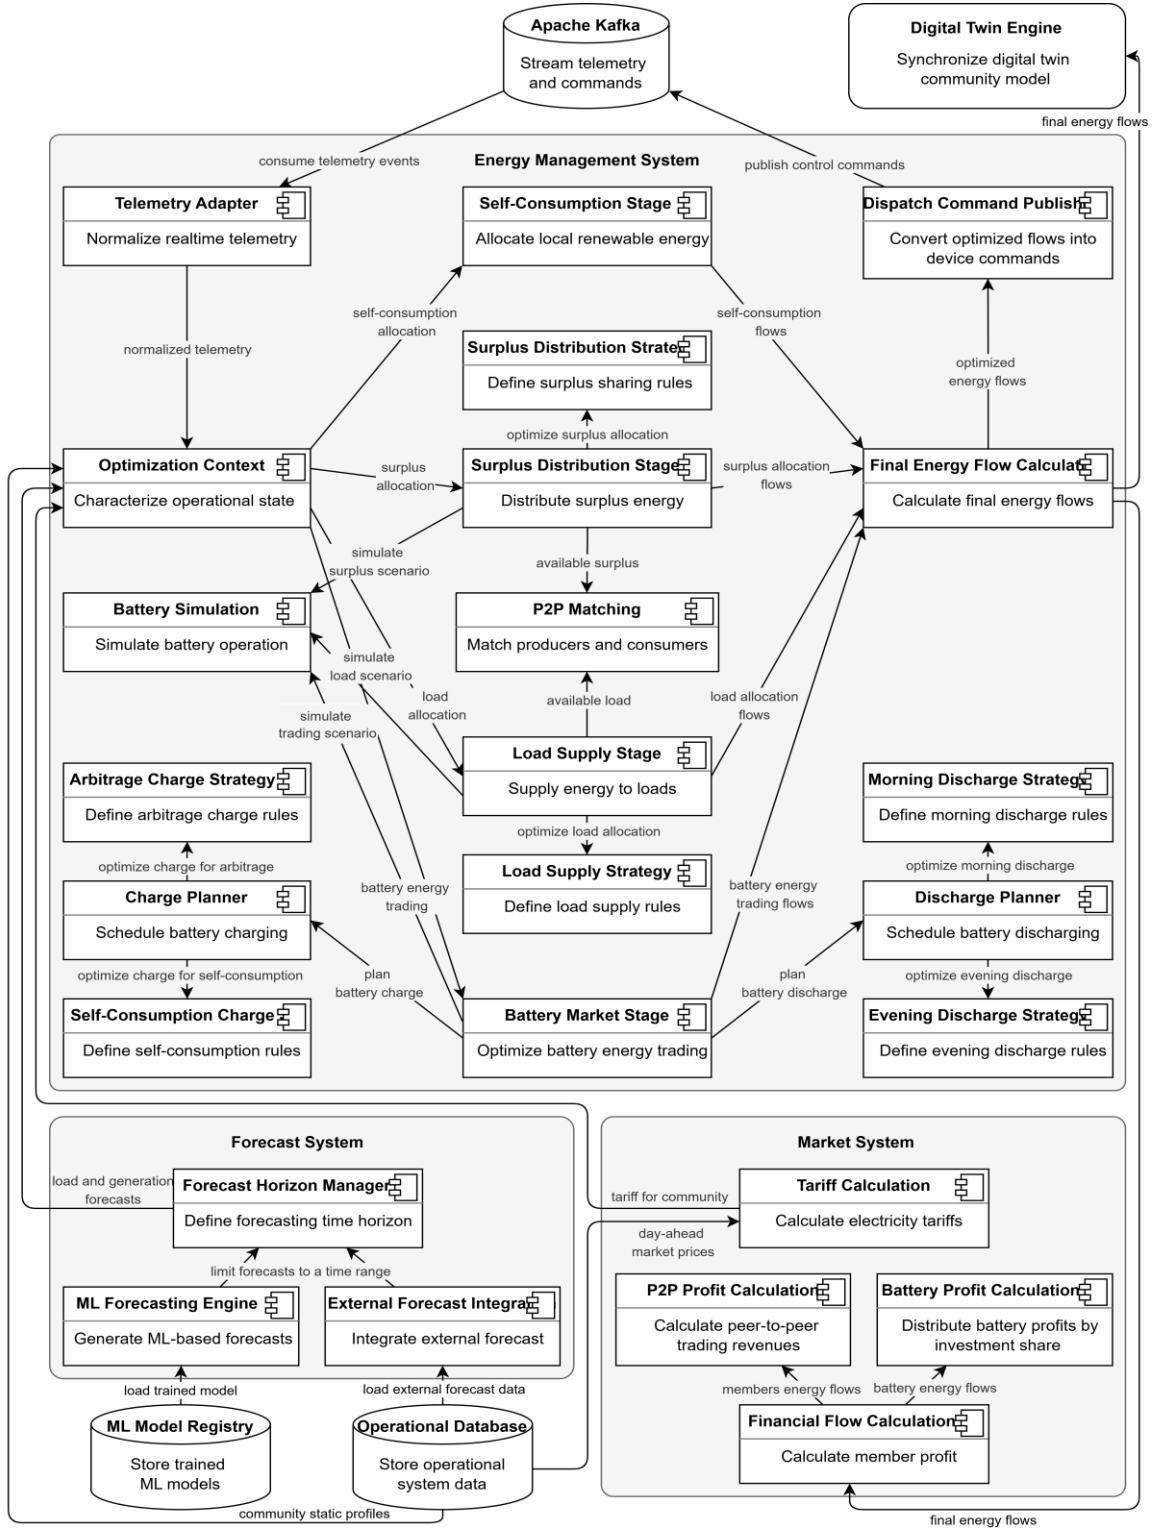 Apache Kafka
Stream telemetry
and commands
Digital Twin Engine
Synchronize digital twin
community model
final energy flows
consume telemetry events
Energy Management System
publish control commands
Telemetry Adapter
Normalize realtime telemetry
Self-Consumption Stage
Allocate local renewable energy
Dispatch Command Publish
Convert optimized flows into
device commands
self-consumption
allocation
self-consumption
flows
normalized telemetry
Surplus Distribution Strate
Define surplus sharing rules
optimized
energy flows
optimize surplus allocation
Optimization Context
Characterize operational state
surplus
allocation
Surplus Distribution Stage
Distribute surplus energy
surplus allocation
flows
Final Energy Flow Calculat
Calculate final energy flows
simulate
surplus scenario
available surplus
Battery Simulation
Simulate battery operation
P2P Matching
Match producers and consumers
simulate
load scenario
load
allocation
available load
load allocation
flows
simulate
trading scenario
Load Supply Stage
Supply energy to loads
Arbitrage Charge Strategy
Define arbitrage charge rules
Morning Discharge Strategy
Define morning discharge rules
optimize load allocation
optimize charge for arbitrage
optimize morning discharge
Load Supply Strategy
Define load supply rules
Charge Planner
Schedule battery charging
battery energy
trading
battery energy
trading flows
Discharge Planner
Schedule battery discharging
optimize charge for self-consumption
plan
battery charge
plan
battery discharge
optimize evening discharge
Self-Consumption Charge
Define self-consumption rules
Battery Market Stage
Optimize battery energy trading
Evening Discharge Strategy
Define evening discharge rules
Forecast System
load and generation
forecasts
Forecast Horizon Manager
Define forecasting time horizon
limit forecasts to a time range
ML Forecasting Engine
Generate ML-based forecasts
External Forecast Integra
Integrate external forecast
load trained model
load external forecast data
ML Model Registry
Store trained
ML models
Operational Database
Store operational
system data
community static profiles
Market System
tariff for community
Tariff Calculation
Calculate electricity tariffs
day-ahead
market prices
P2P Profit Calculation
Calculate peer-to-peer
trading revenues
Battery Profit Calculation
Distribute battery profits by
investment share
members energy flows
battery energy flows
Financial Flow Calculation
Calculate member profit
final energy flows